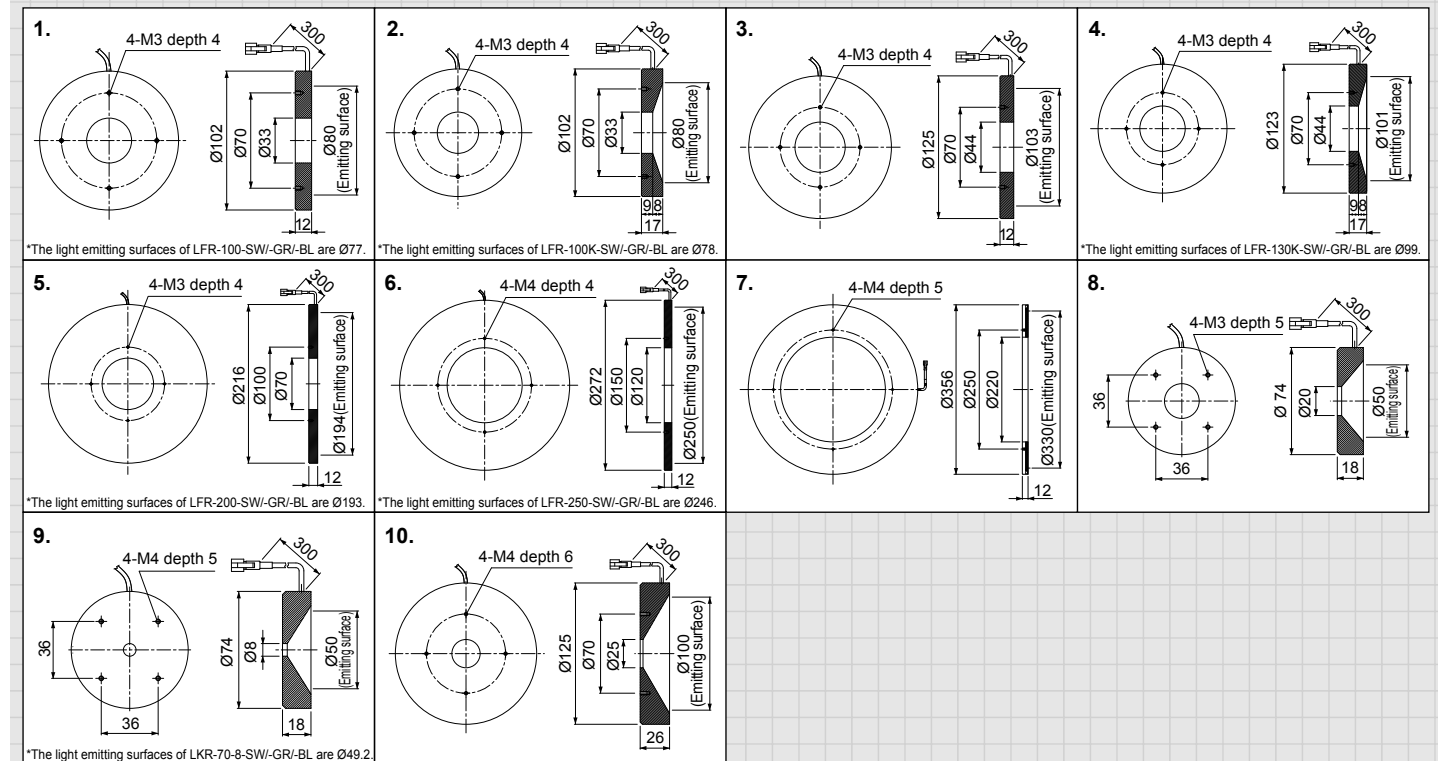 1.
4-M3 depth 4
300
Ø102
Ø70
Ø33
Ø80
(Emitting surface)
12
*The light emitting surfaces of LFR-100-SW/-GR/-BL are Ø77.
2.
4-M3 depth 4
300
Ø102
Ø70
Ø33
Ø80
(Emitting surface)
9 8
17
*The light emitting surfaces of LFR-100K-SW/-GR/-BL are Ø78.
3.
4-M3 depth 4
300
Ø125
Ø70
Ø44
Ø103
(Emitting surface)
12
4.
4-M3 depth 4
300
Ø123
Ø70
Ø44
Ø101
(Emitting surface)
9 8
17
*The light emitting surfaces of LFR-130K-SW/-GR/-BL are Ø99.
5.
4-M3 depth 4
300
Ø216
Ø100
Ø70
Ø194(Emitting surface)
12
*The light emitting surfaces of LFR-200-SW/-GR/-BL are Ø193.
6.
4-M4 depth 4
300
Ø272
Ø150
Ø120
Ø250(Emitting surface)
12
*The light emitting surfaces of LFR-250-SW/-GR/-BL are Ø246.
7.
4-M4 depth 5
Ø356
Ø250
Ø220
Ø330(Emitting surface)
12
8.
4-M3 depth 5
300
36
36
Ø 74
Ø20
Ø50
(Emitting surface)
18
9.
4-M4 depth 5
300
36
36
Ø74
Ø8
Ø50
(Emitting surface)
18
*The light emitting surfaces of LKR-70-8-SW/-GR/-BL are Ø49.2.
10.
4-M4 depth 6
300
Ø125
Ø70
Ø25
Ø100
(Emitting surface)
26